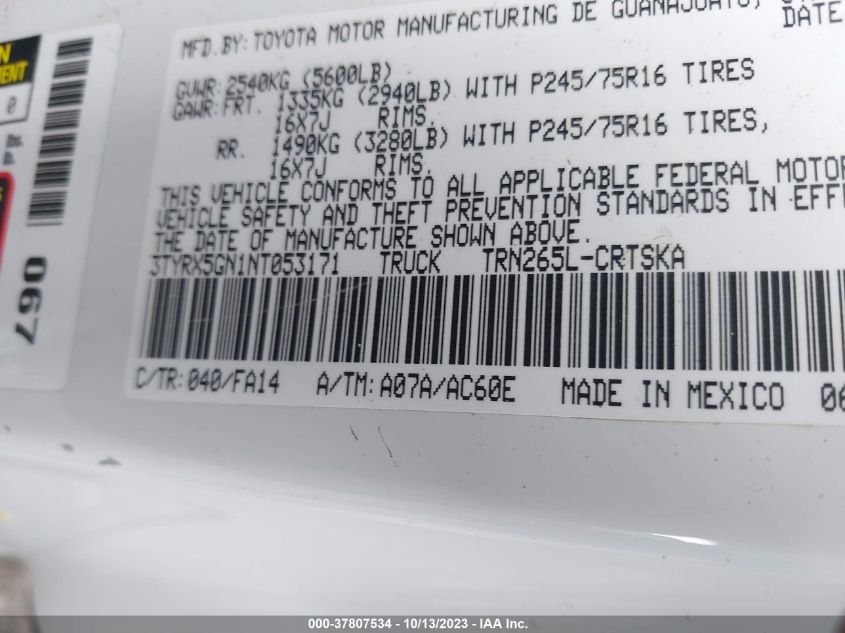 MFD. BY: TOYOTA MOTOR MANUFACTURING DE GUANAJUATO,
DATE
GVWR: 2540KG (5600LB)
GAWR: FRT. 1335KG (2940LB) WITH P245/75R16 TIRES
16X7J RIMS,
RR. 1490KG (3280LB) WITH P245/75R16 TIRES,
16X7J RIMS,
THIS VEHICLE CONFORMS TO ALL APPLICABLE FEDERAL MOTOR
VEHICLE SAFETY AND THEFT PREVENTION STANDARDS IN EFF
THE DATE OF MANUFACTURE SHOWN ABOVE.
3TYRX5GN1NT053171 TRUCK TRN265L-CRTSKA
C/TR: 040/FA14 A/TM: A07A/AC60E MADE IN MEXICO 06
067
000-37807534 - 10/13/2023 - IAA Inc.